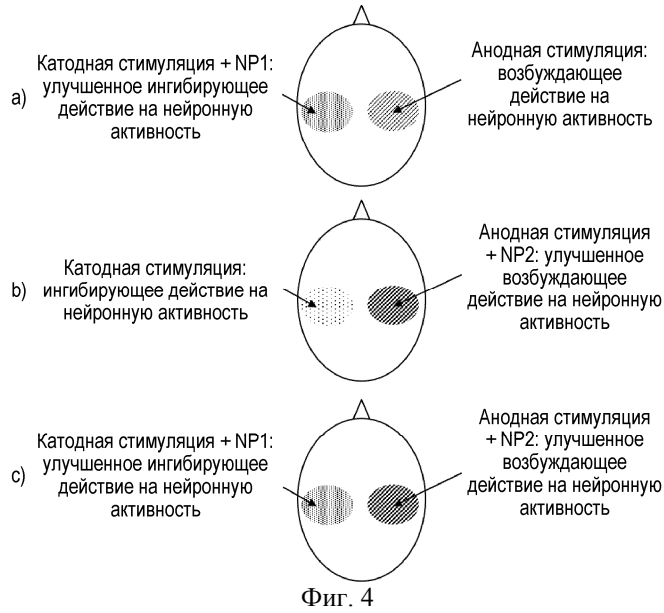 a)
Катодная стимуляция + NP1:
улучшенное ингибирующее
действие на нейронную
активность
Анодная стимуляция:
возбуждающее
действие на
нейронную активность
b)
Катодная стимуляция:
ингибирующее действие на
нейронную активность
Анодная стимуляция
+ NP2: улучшенное
возбуждающее
действие на нейронную
активность
c)
Катодная стимуляция + NP1:
улучшенное ингибирующее
действие на нейронную
активность
Анодная стимуляция
+ NP2: улучшенное
возбуждающее
действие на нейронную
активность
Фиг. 4